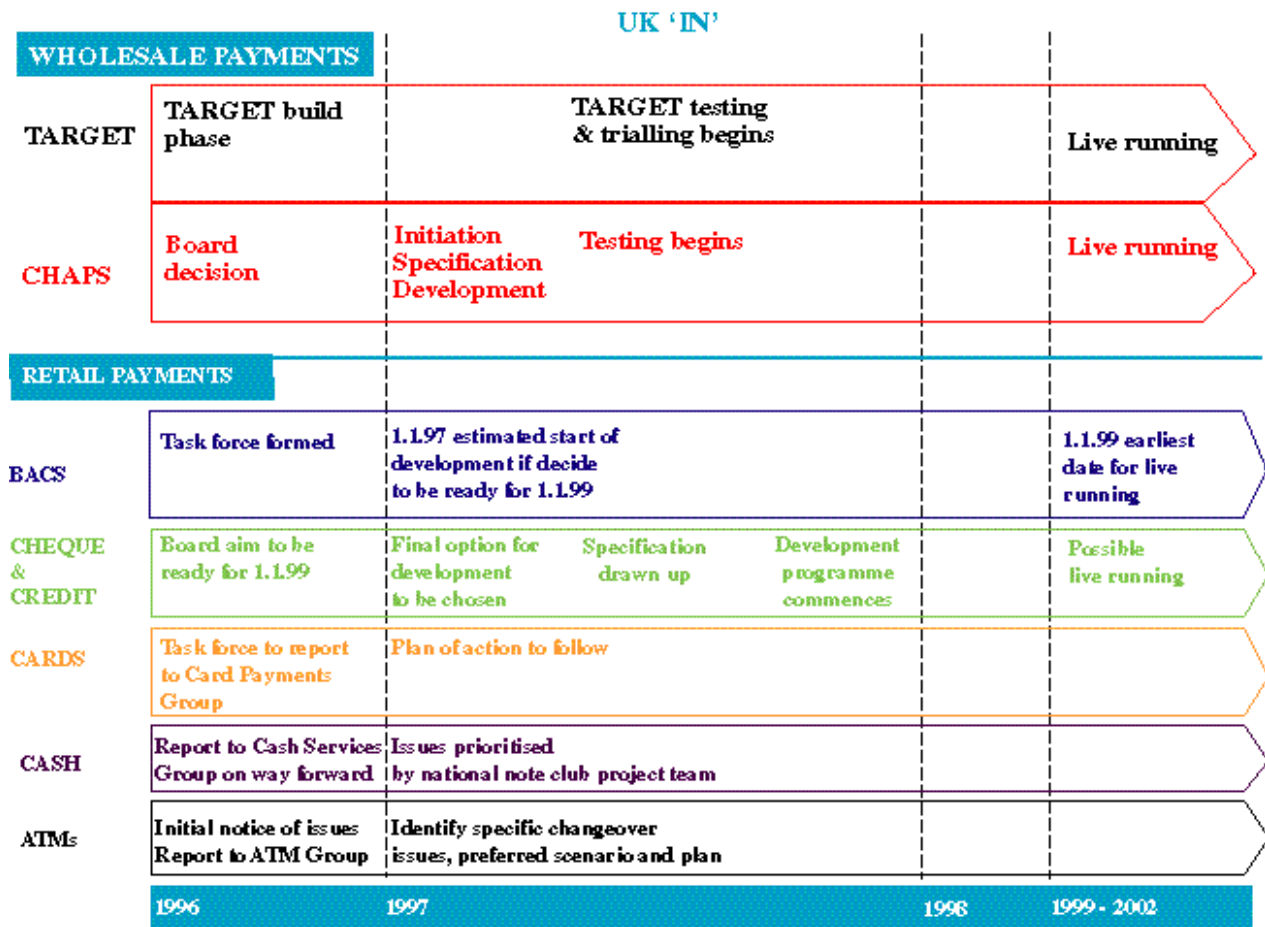 UK ‘IN’
WHOLESALE PAYMENTS
TARGET
TARGET build
phase
TARGET testing
& trialling begins
Live running
CHAPS
Board
decision
Initiation
Specification
Development
Testing begins
Live running
RETAIL PAYMENTS
BACS
Task force formed
1.1.97 estimated start of
development if decide
to be ready for 1.1.99
1.1.99 earliest
date for live
running
CHEQUE
&
CREDIT
Board aim to be
ready for 1.1.99
Final option for
development
to be chosen
Specification
drawn up
Development
programme
commences
Possible
live running
CARDS
Task force to report
to Card Payments
Group
Plan of action to follow
CASH
Report to Cash Services
Group on way forward
Issues prioritised
by national note club project team
ATMs
Initial notice of issues
Report to ATM Group
Identify specific changeover
issues, preferred scenario and plan
1996
1997
1998
1999 - 2002